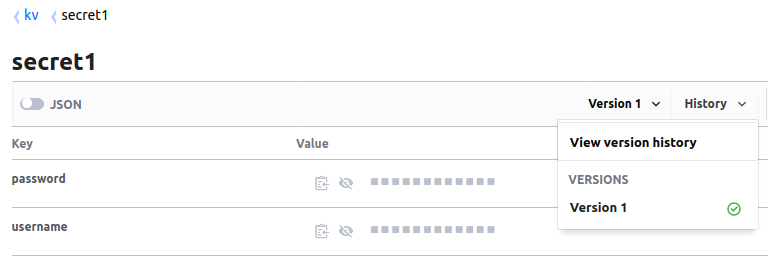 kv secret1
secret1
JSON Version 1 History
Key Value
View version history
password
VERSIONS
Version 1
username